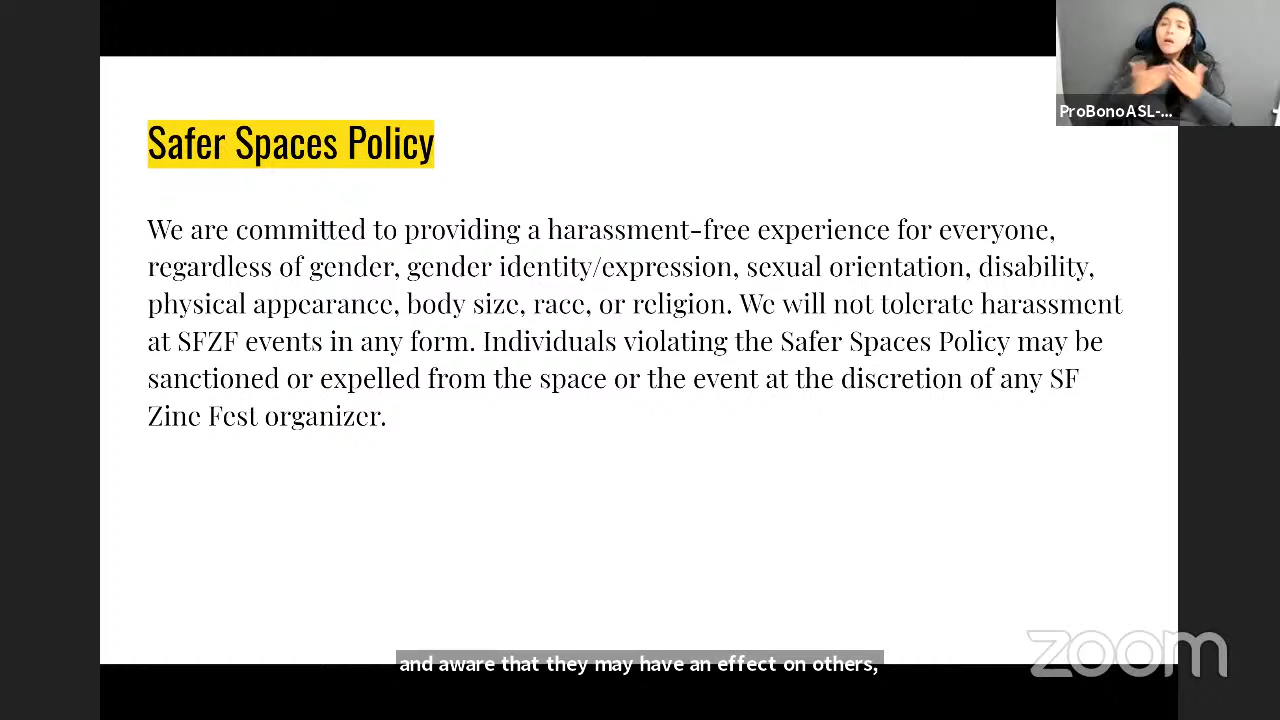 ProBonoASL-...
Safer Spaces Policy
We are committed to providing a harassment-free experience for everyone,
regardless of gender, gender identity/expression, sexual orientation, disability,
physical appearance, body size, race, or religion. We will not tolerate harassment
at SFZF events in any form. Individuals violating the Safer Spaces Policy may be
sanctioned or expelled from the space or the event at the discretion of any SF
Zine Fest organizer.
zoom
and aware that they may have an effect on others,